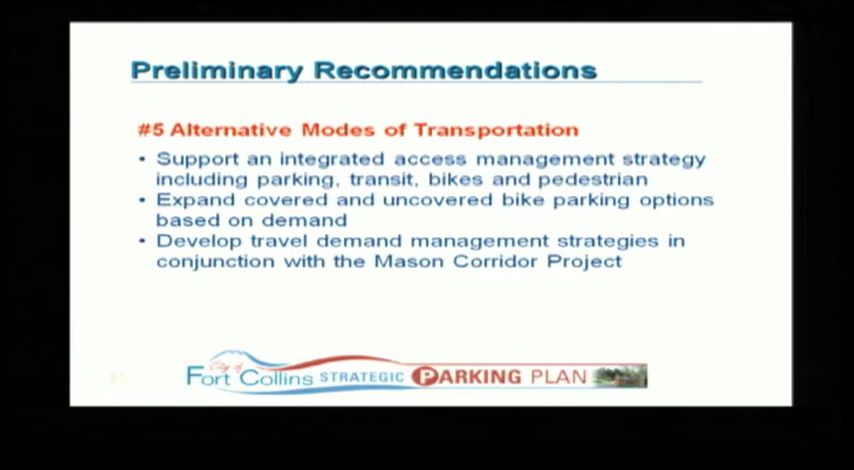 Preliminary Recommendations
#5 Alternative Modes of Transportation
• Support an integrated access management strategy
including parking, transit, bikes and pedestrian
• Expand covered and uncovered bike parking options
based on demand
• Develop travel demand management strategies in
conjunction with the Mason Corridor Project
City of
Fort Collins STRATEGIC PARKING PLAN